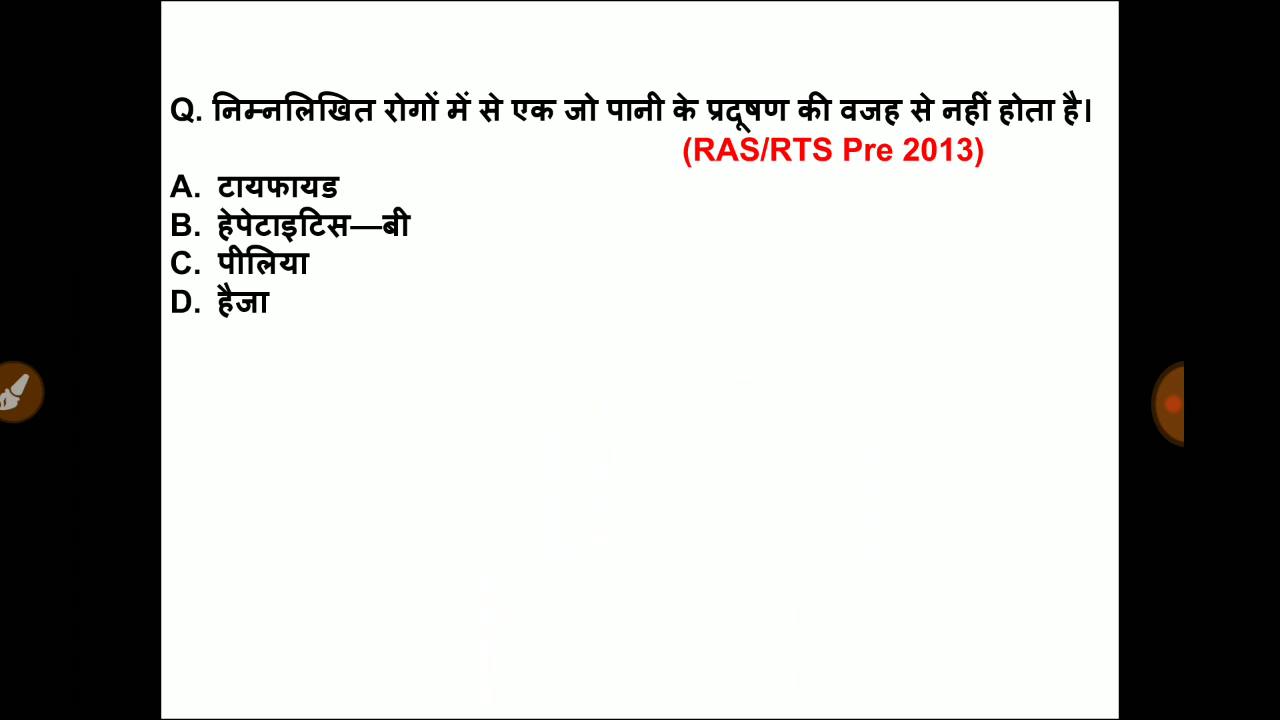 Q. निम्नलिखित रोगों में से एक जो पानी के प्रदूषण की वजह से नहीं होता है।
(RAS/RTS Pre 2013)
A. टायफायड
B. हेपेटाइटिस—बी
C. पीलिया
D. हैजा